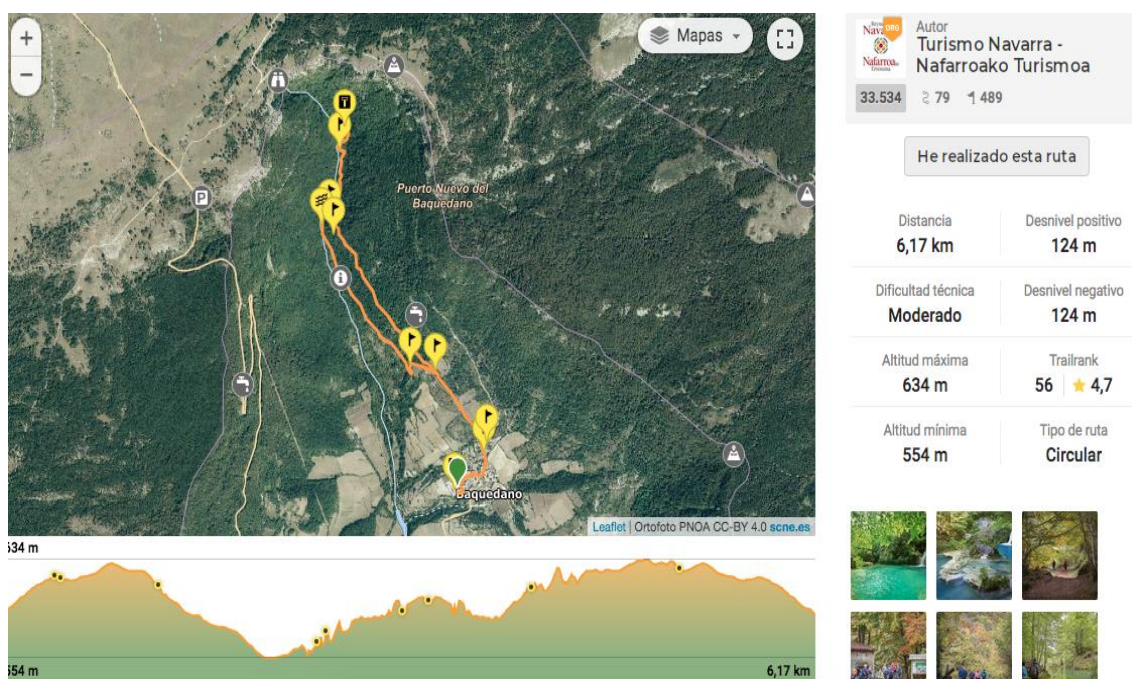 +
−
Mapas
Puerto Nuevo del
Baquedano
Baquedano
Leaflet | Ortofoto PNOA CC-BY 4.0 scne.es
634 m
554 m
6,17 km
ORG
Nafarroa
Autor
Turismo Navarra -
Nafarroako Turismoa
33.534 79 489
He realizado esta ruta
Distancia
6,17 km
Desnivel positivo
124 m
Dificultad técnica
Moderado
Desnivel negativo
124 m
Altitud máxima
634 m
Trailrank
56 4,7
Altitud mínima
554 m
Tipo de ruta
Circular